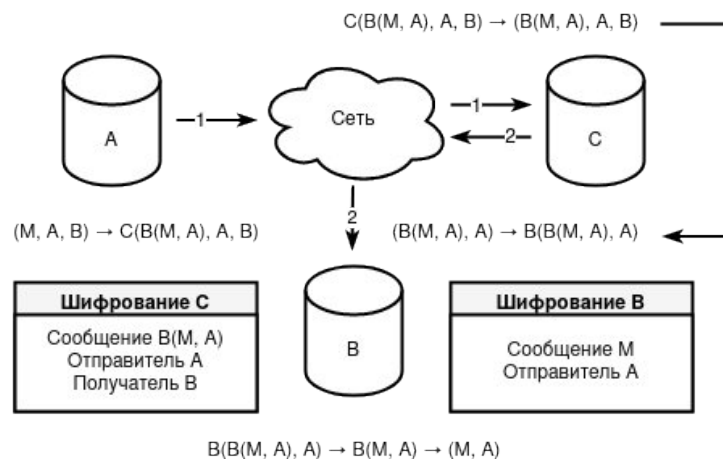 C(B(M, A), A, B) → (B(M, A), A, B)
A
1
Сеть
1
2
C
2
(M, A, B) → C(B(M, A), A, B)
(B(M, A), A) → B(B(M, A), A)
Шифрование C
Сообщение B(M, A)
Отправитель A
Получатель B
B
Шифрование B
Сообщение M
Отправитель A
B(B(M, A), A) → B(M, A) → (M, A)